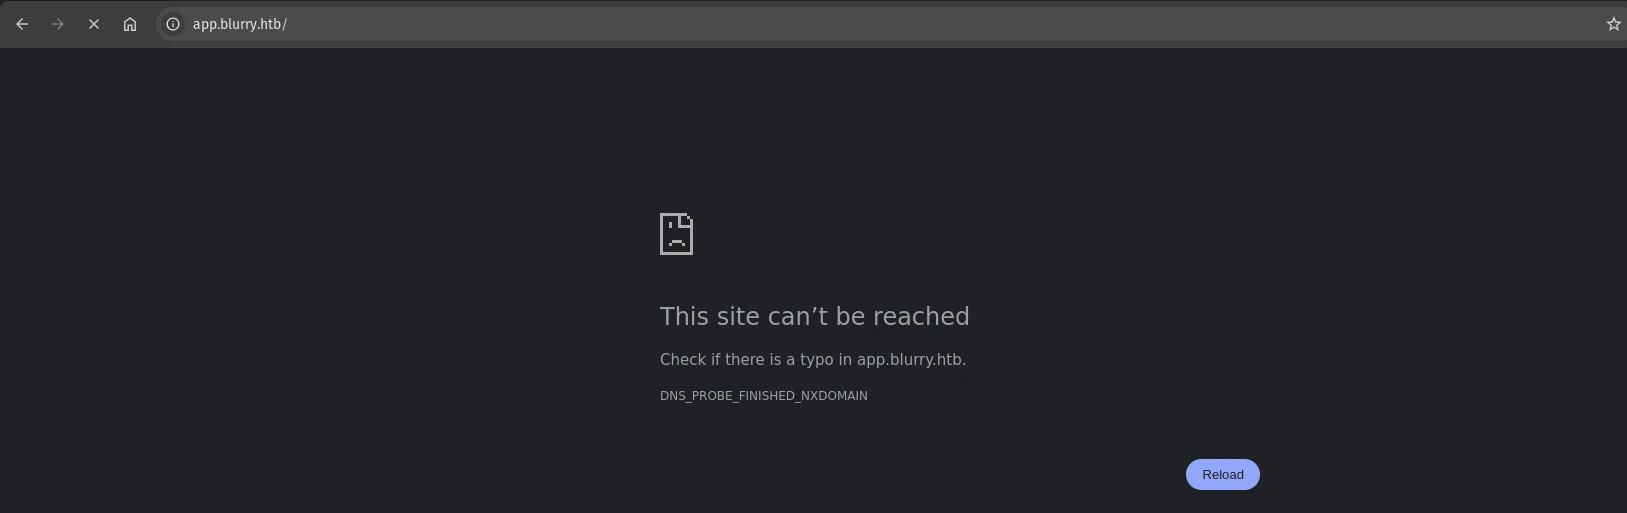 app.blurry.htb/
This site can’t be reached
Check if there is a typo in app.blurry.htb.
DNS_PROBE_FINISHED_NXDOMAIN
Reload